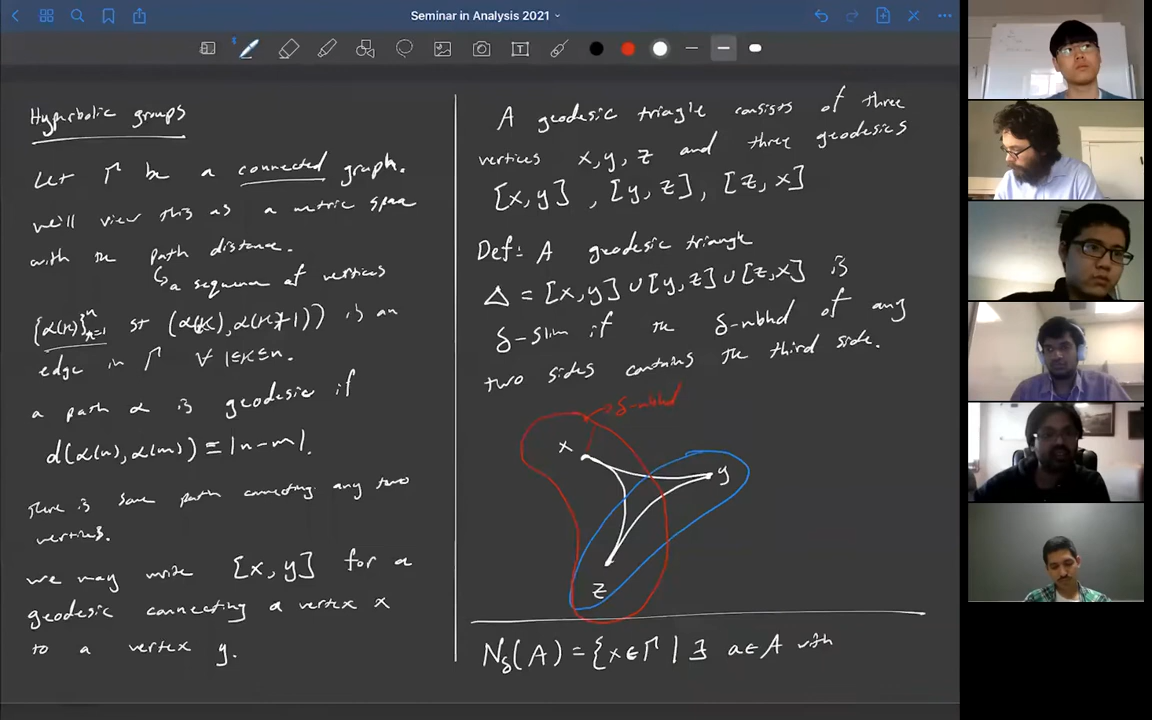 Seminar in Analysis 2021
Hyperbolic groups
Let Γ be a connected graph.
we'll view this as a metric space
with the path distance.
↳ a sequence of vertices
{α(k)}ⁿₖ₌₁ st (α(k), α(k+1)) is an
edge in Γ ∀ 1≤k≤n.
a path α is geodesic if
d(α(n), α(m)) = |n-m|.
there is some path connecting any two
vertices.
we may write [x, y] for a
geodesic connecting a vertex x
to a vertex y.
A geodesic triangle consists of three
vertices x, y, z and three geodesics
[x, y], [y, z], [z, x]
Def: A geodesic triangle
Δ = [x, y] ∪ [y, z] ∪ [z, x] is
δ-slim if the δ-nbhd of any
two sides contains the third side.
δ-nbhd
x
y
z
N_δ(A) = {x ∈ Γ | ∃ a ∈ A with